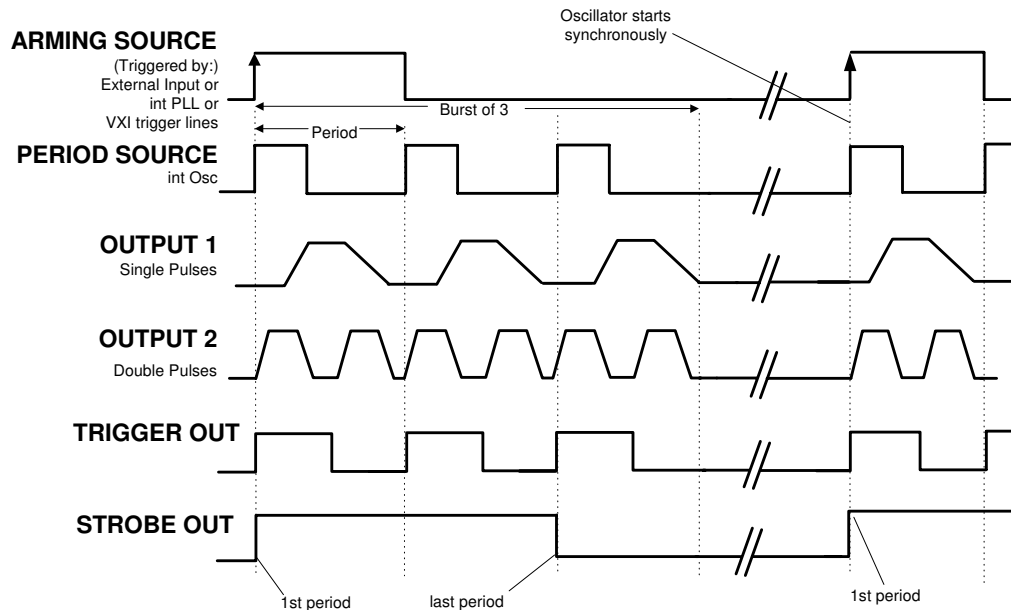 Oscillator starts
synchronously
ARMING SOURCE
(Triggered by:)
External Input or
int PLL or
VXI trigger lines
Burst of 3
Period
PERIOD SOURCE
int Osc
OUTPUT 1
Single Pulses
OUTPUT 2
Double Pulses
TRIGGER OUT
STROBE OUT
1st period
last period
1st period